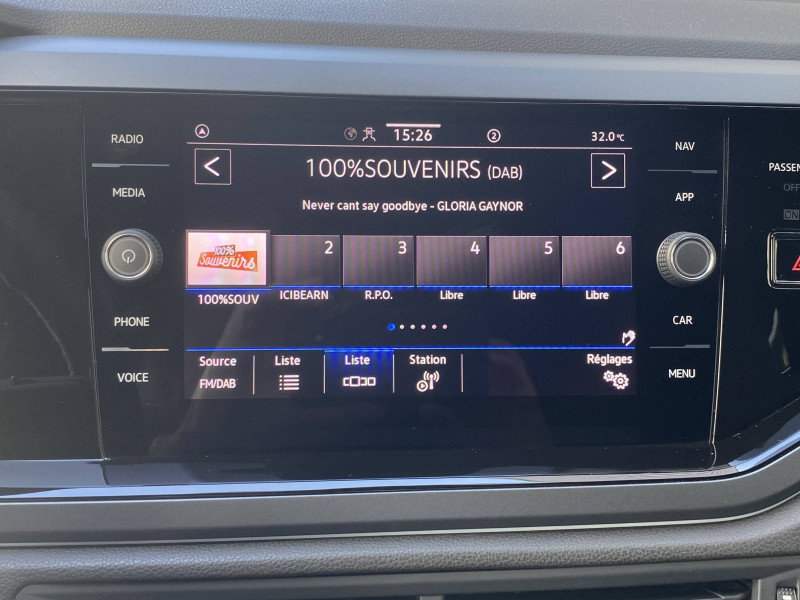 RADIO
MEDIA
PHONE
VOICE
15:26
2
32.0°C
100%SOUVENIRS (DAB)
Never cant say goodbye - GLORIA GAYNOR
100%
Souvenirs
2
3
4
5
6
100%SOUV
ICIBEARN
R.P.O.
Libre
Libre
Libre
Source
FM/DAB
Liste
Liste
Station
Réglages
NAV
APP
CAR
MENU
PASSEN
OFF
ON